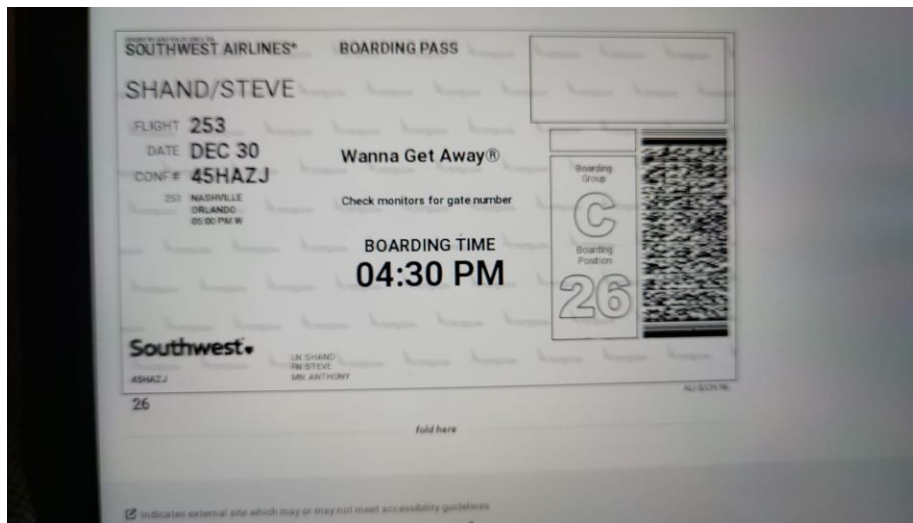 SOUTHWEST AIRLINES® BOARDING PASS
SHAND/STEVE
FLIGHT 253
DATE DEC 30
CONF# 45HAZJ
253 NASHVILLE
ORLANDO
05:00 PM W
Wanna Get Away®
Check monitors for gate number
BOARDING TIME
04:30 PM
Boarding
Group
C
Boarding
Position
26
Southwest
LN SHAND
FN STEVE
MN ANTHONY
45HAZJ
26
fold here
Indicates external site which may or may not meet accessibility guidelines